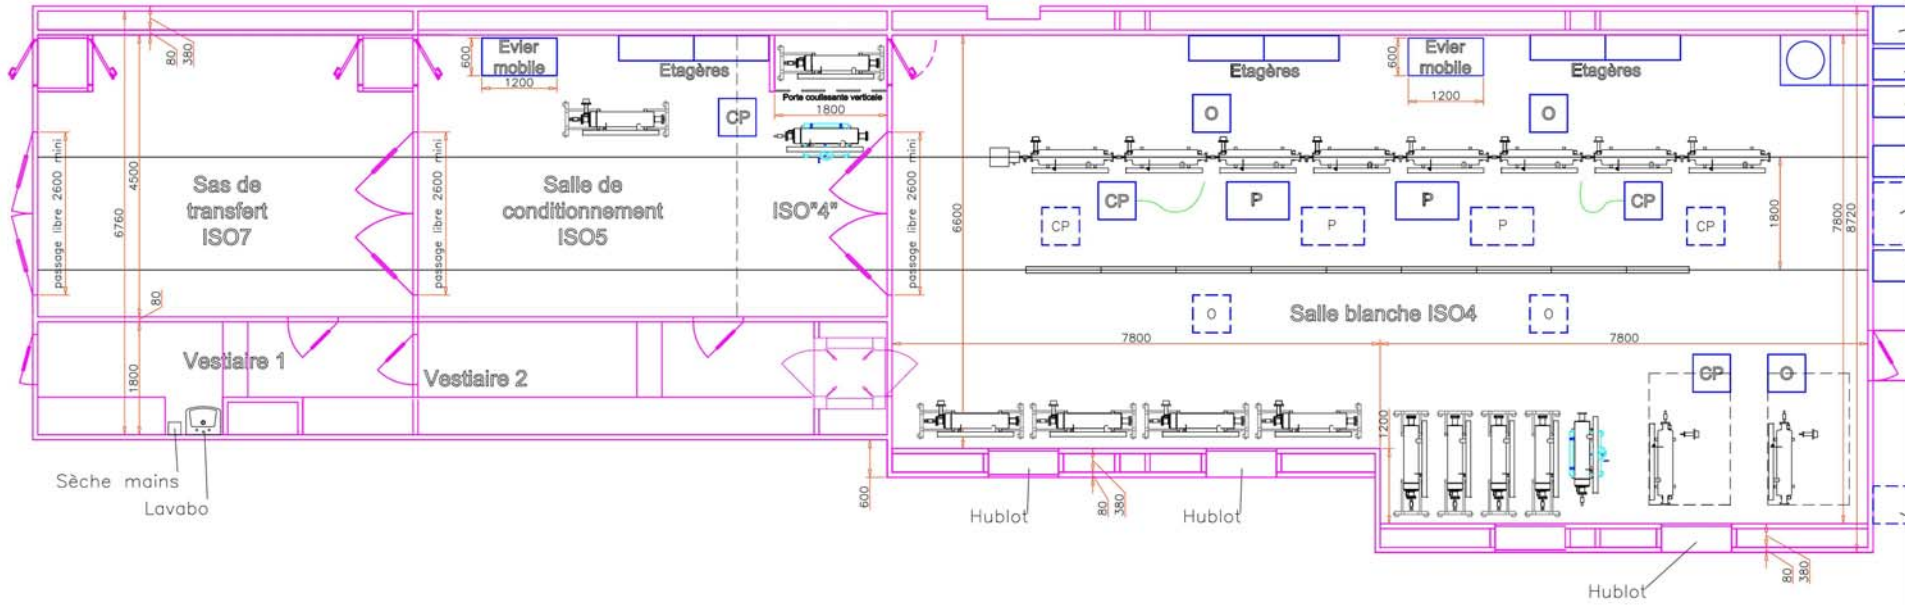 80
380
600
Evier
mobile
1200
Etagères
Porte coulissante verticale
1800
CP
Etagères
600
Evier
mobile
1200
Etagères
O
O
passage libre 2600 mini
4500
6760
Sas de
transfert
ISO7
passage libre 2600 mini
Salle de
conditionnement
ISO5
ISO"4"
passage libre 2600 mini
6600
CP
P
P
CP
CP
P
P
CP
1800
7800
8720
80
O
Salle blanche ISO4
O
7800
7800
1800
Vestiaire 1
Vestiaire 2
CP
O
1200
Sèche mains
Lavabo
600
Hublot
80
380
Hublot
80
380
Hublot